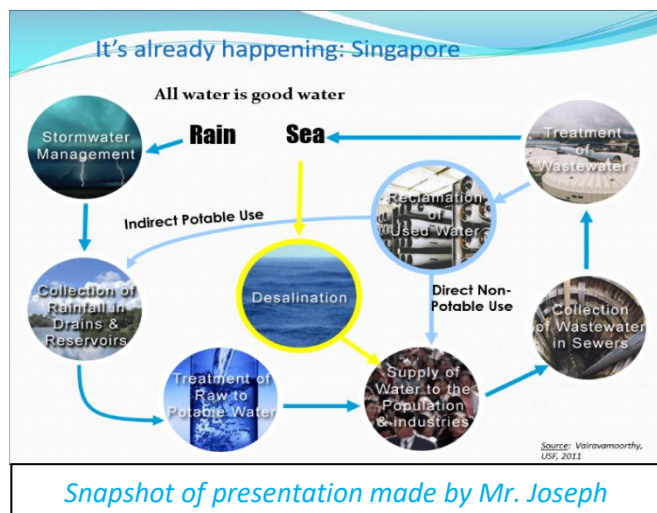 It's already happening: Singapore
All water is good water
Stormwater
Management
Rain
Sea
Treatment
of
Wastewater
Reclamation
of
Used Water
Indirect Potable Use
Collection of
Rainfall in
Drains &
Reservoirs
Desalination
Direct Non-
Potable Use
Collection
of Wastewater
in Sewers
Treatment of
Raw to
Potable Water
Supply of
Water to the
Population
& industries
Source: Vairavamoorthy,
USF, 2011
Snapshot of presentation made by Mr. Joseph